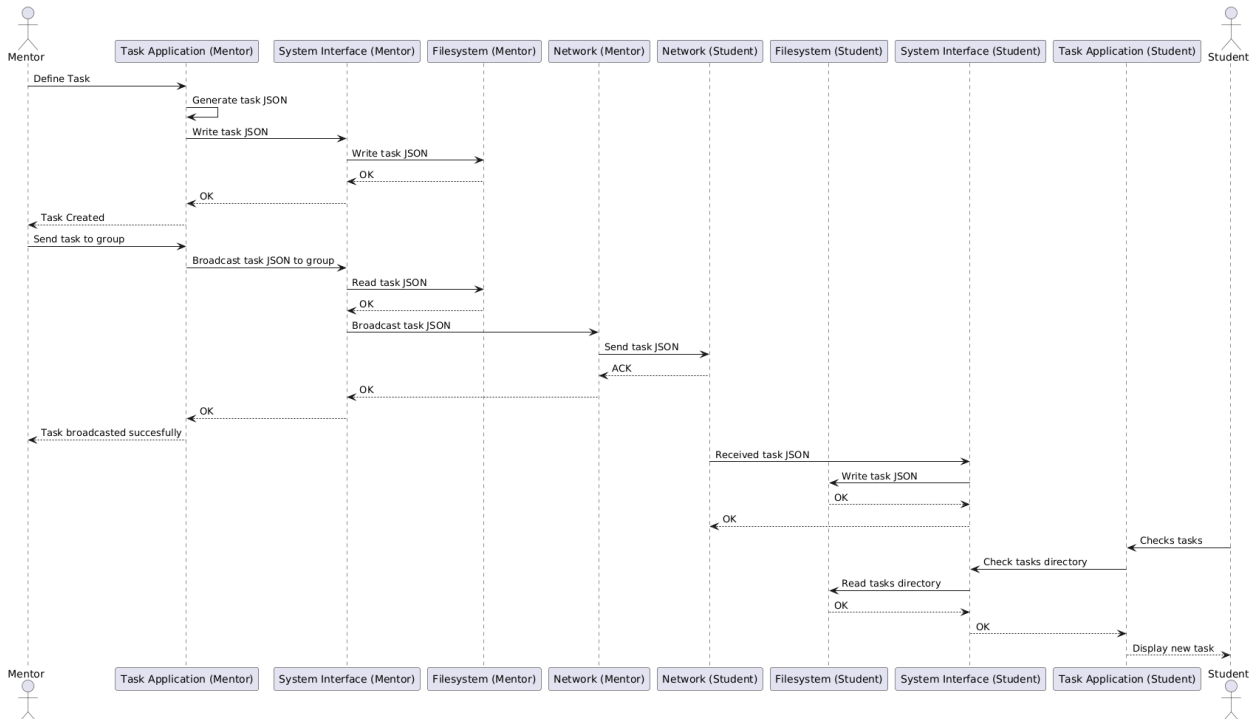 Mentor
Task Application (Mentor)
System Interface (Mentor)
Filesystem (Mentor)
Network (Mentor)
Network (Student)
Filesystem (Student)
System Interface (Student)
Task Application (Student)
Student
Define Task
Generate task JSON
Write task JSON
Write task JSON
OK
OK
Task Created
Send task to group
Broadcast task JSON to group
Read task JSON
OK
Broadcast task JSON
Send task JSON
ACK
OK
OK
Task broadcasted succesfully
Received task JSON
Write task JSON
OK
OK
Checks tasks
Check tasks directory
Read tasks directory
OK
OK
Display new task
Mentor
Task Application (Mentor)
System Interface (Mentor)
Filesystem (Mentor)
Network (Mentor)
Network (Student)
Filesystem (Student)
System Interface (Student)
Task Application (Student)
Student